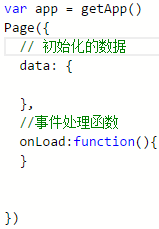 var app = getApp()
Page({
// 初始化的数据
data: {
},
//事件处理函数
onLoad:function(){
}
})